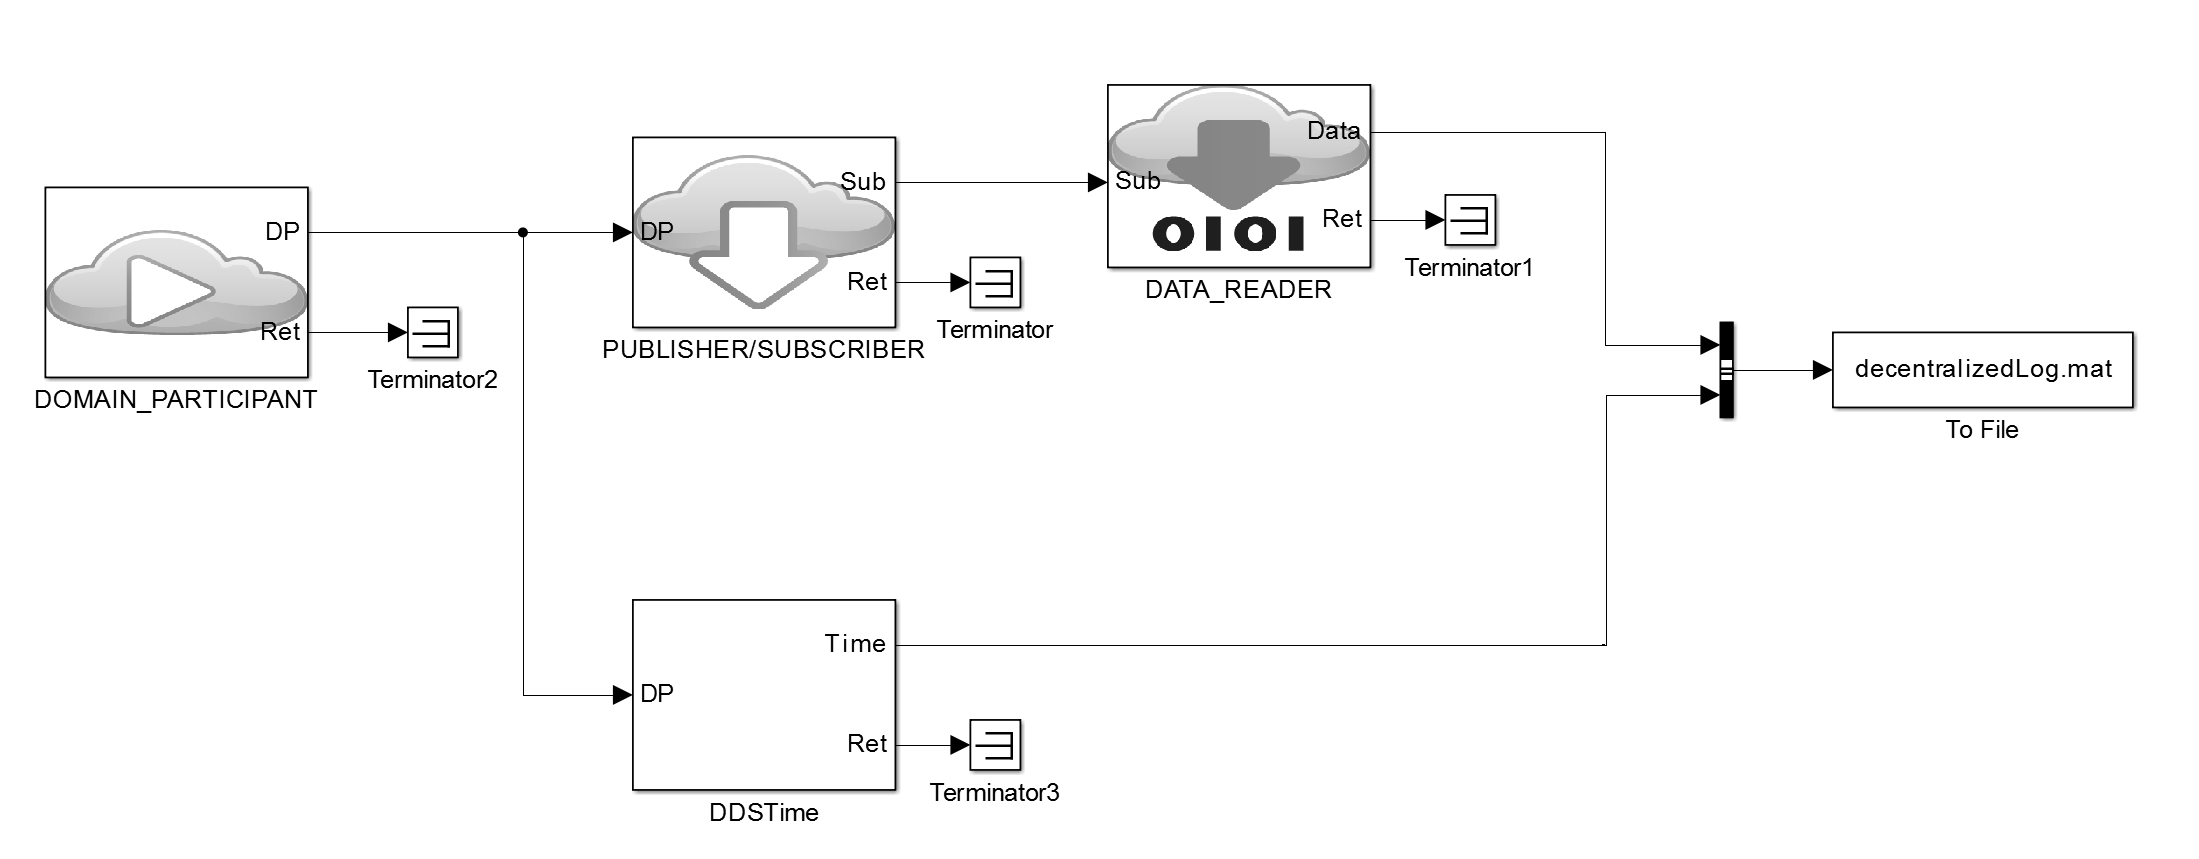 DP
Ret
DOMAIN_PARTICIPANT
Terminator2
DP
Sub
Ret
PUBLISHER/SUBSCRIBER
Terminator
Sub
Data
Ret
0101
DATA_READER
Terminator1
decentralizedLog.mat
To File
DP
Time
Ret
DDSTime
Terminator3